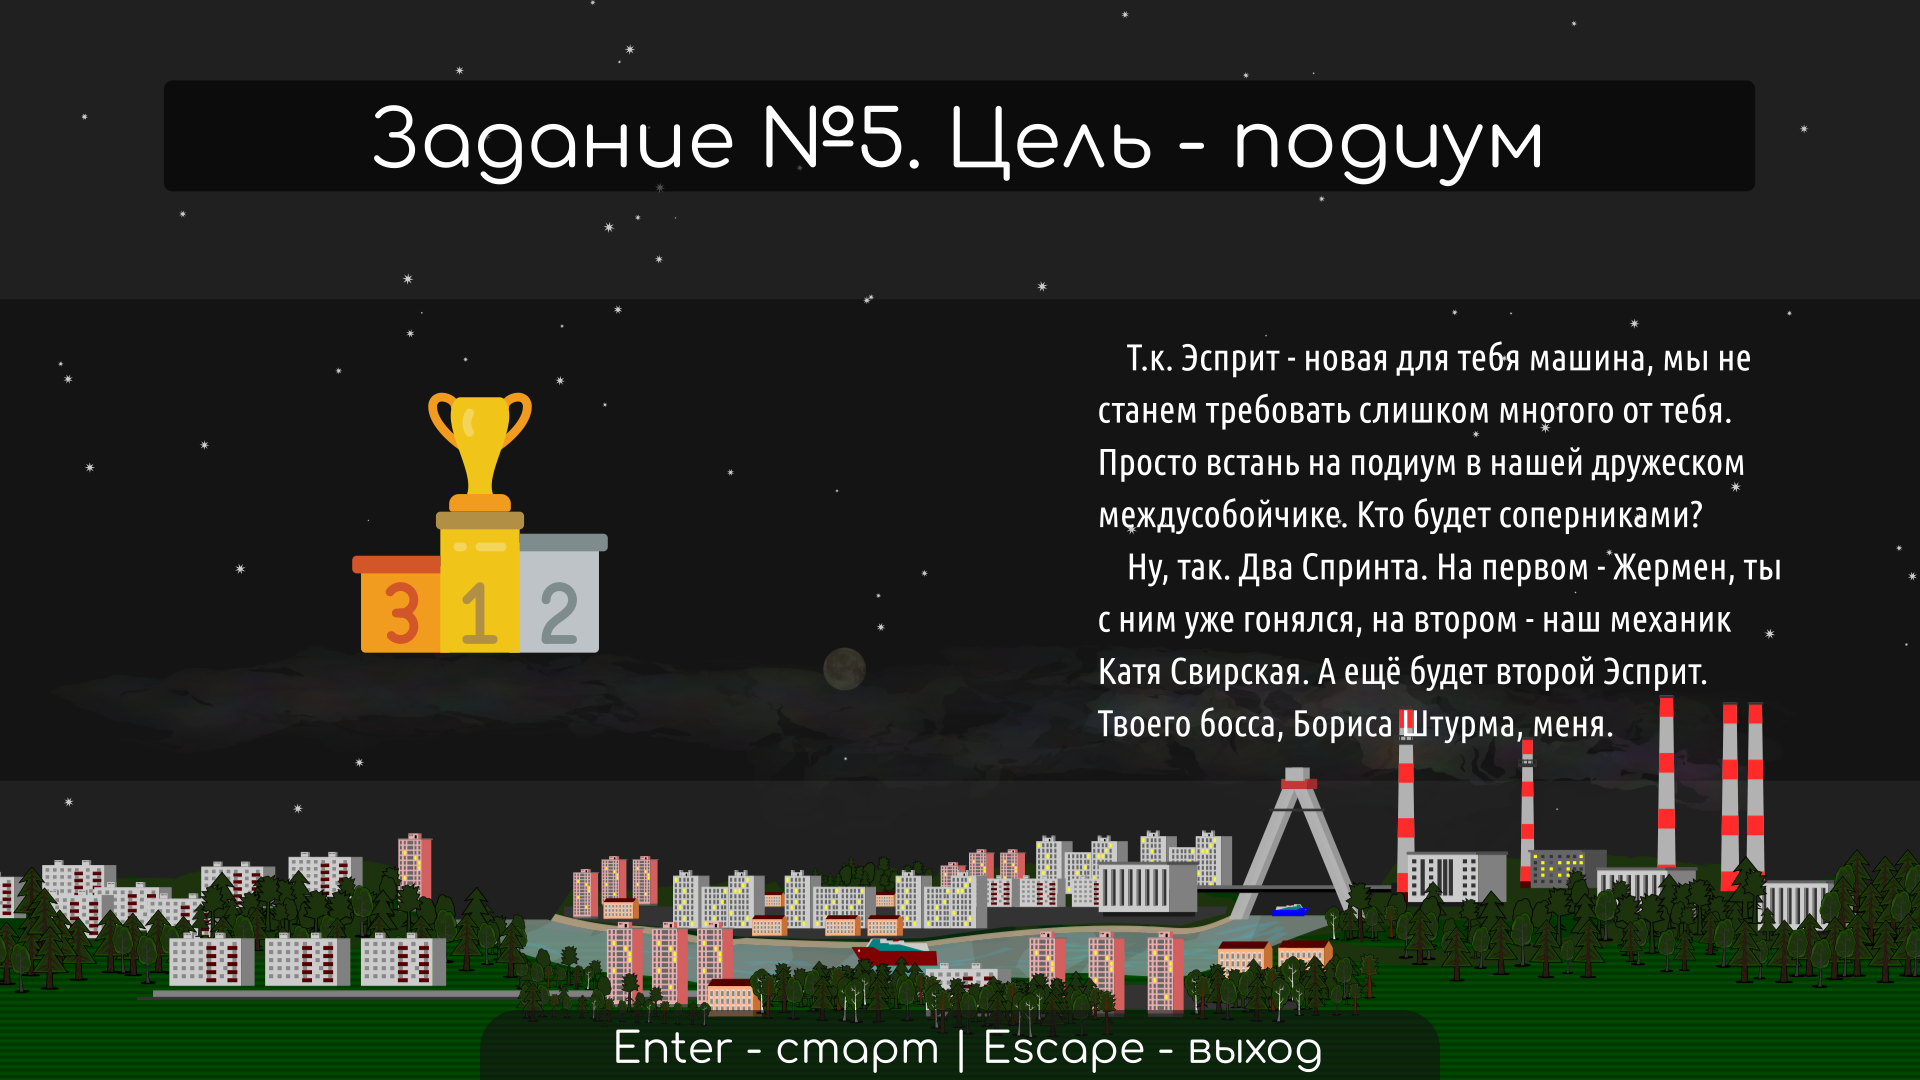 Задание №5. Цель - подиум
Т.к. Эсприт - новая для тебя машина, мы не
станем требовать слишком многого от тебя.
Просто встань на подиум в нашей дружеском
междусобойчике. Кто будет соперниками?
Ну, так. Два Спринта. На первом - Жермен, ты
с ним уже гонялся, на втором - наш механик
Катя Свирская. А ещё будет второй Эсприт.
Твоего босса, Бориса Штурма, меня.
3 1 2
Enter - старт | Escape - выход